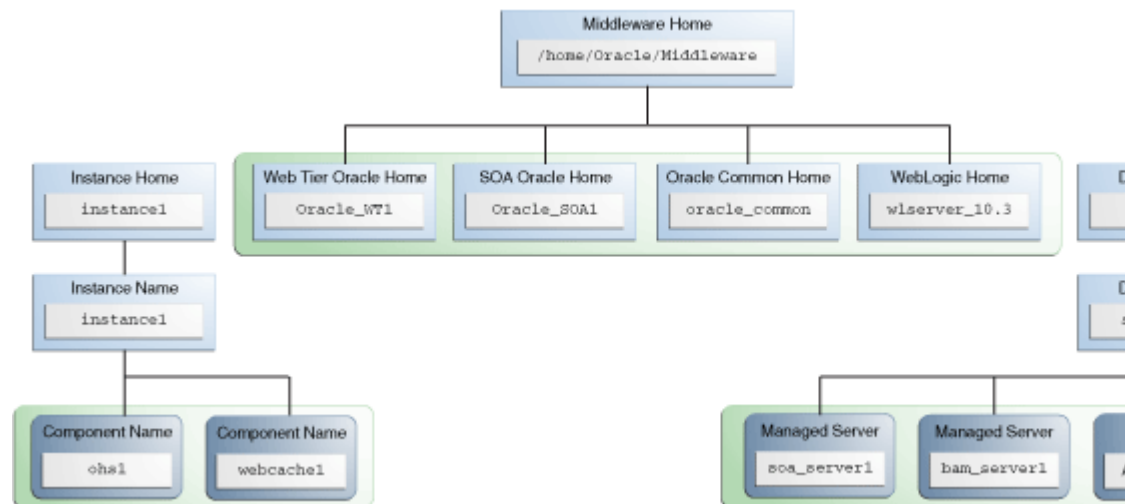 Middleware Home
/home/Oracle/Middleware
Instance Home
instance1
Web Tier Oracle Home
Oracle_WT1
SOA Oracle Home
Oracle_SOA1
Oracle Common Home
oracle_common
WebLogic Home
wlserver_10.3
Instance Name
instance1
Component Name
ohs1
Component Name
webcache1
Managed Server
soa_server1
Managed Server
bam_server1